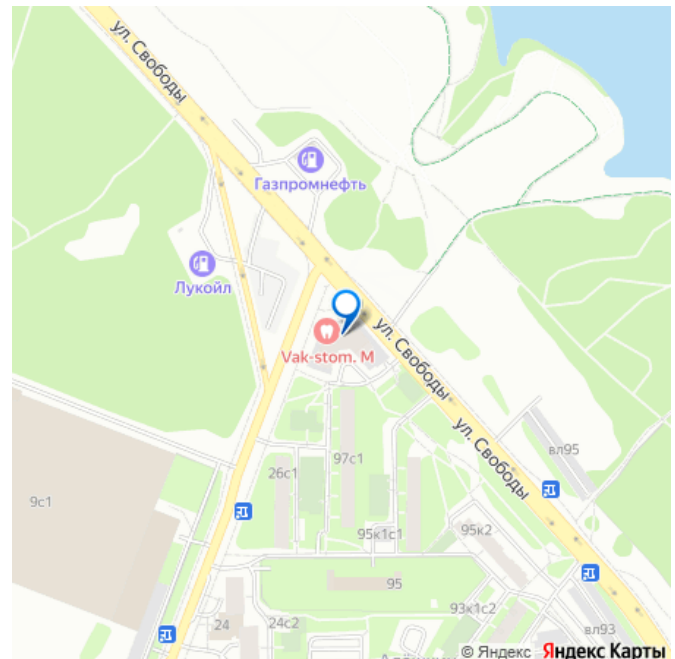 ул. Свободы
Газпромнефть
Лукойл
Vak-stom. М
ул. Свободы
ул. Свободы
97с1
26с1
вл95
9с1
95к1с1
95к2
95
93к1с2
24
24с2
вл93
© Яндекс Яндекс Карты